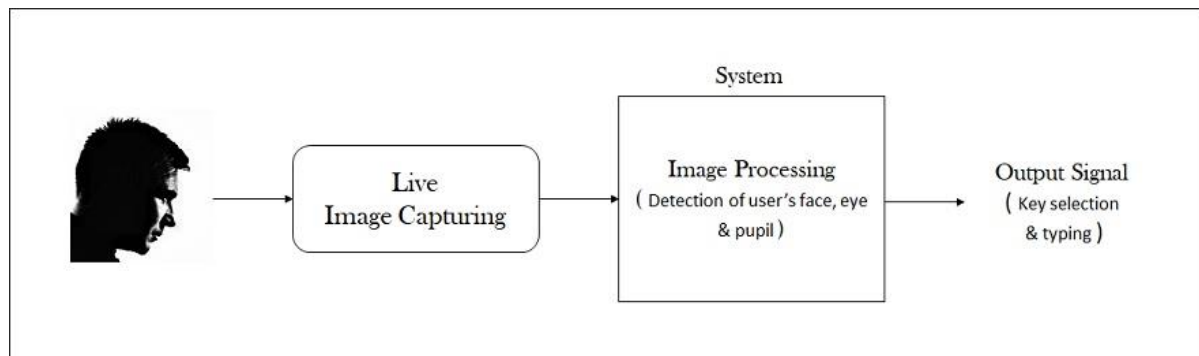 System
Live
Image Capturing
Image Processing
( Detection of user's face, eye
& pupil )
Output Signal
( Key selection
& typing )